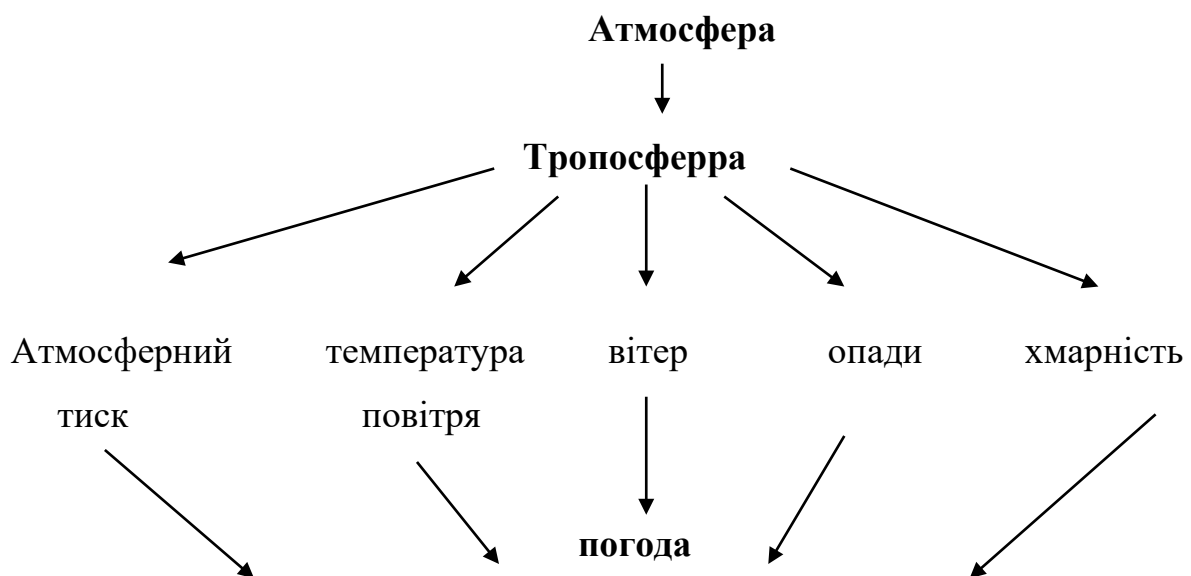 Атмосфера
Тропосферра
Атмосферний температура вітер опади хмарність
тиск повітря
погода